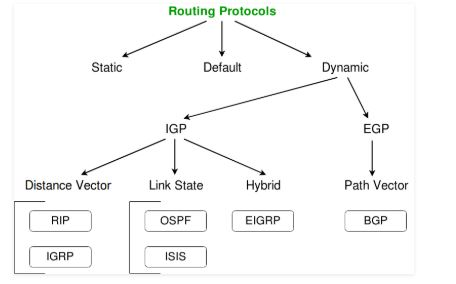 Routing Protocols
Static Default Dynamic
IGP EGP
Distance Vector Link State Hybrid Path Vector
RIP OSPF EIGRP BGP
IGRP ISIS